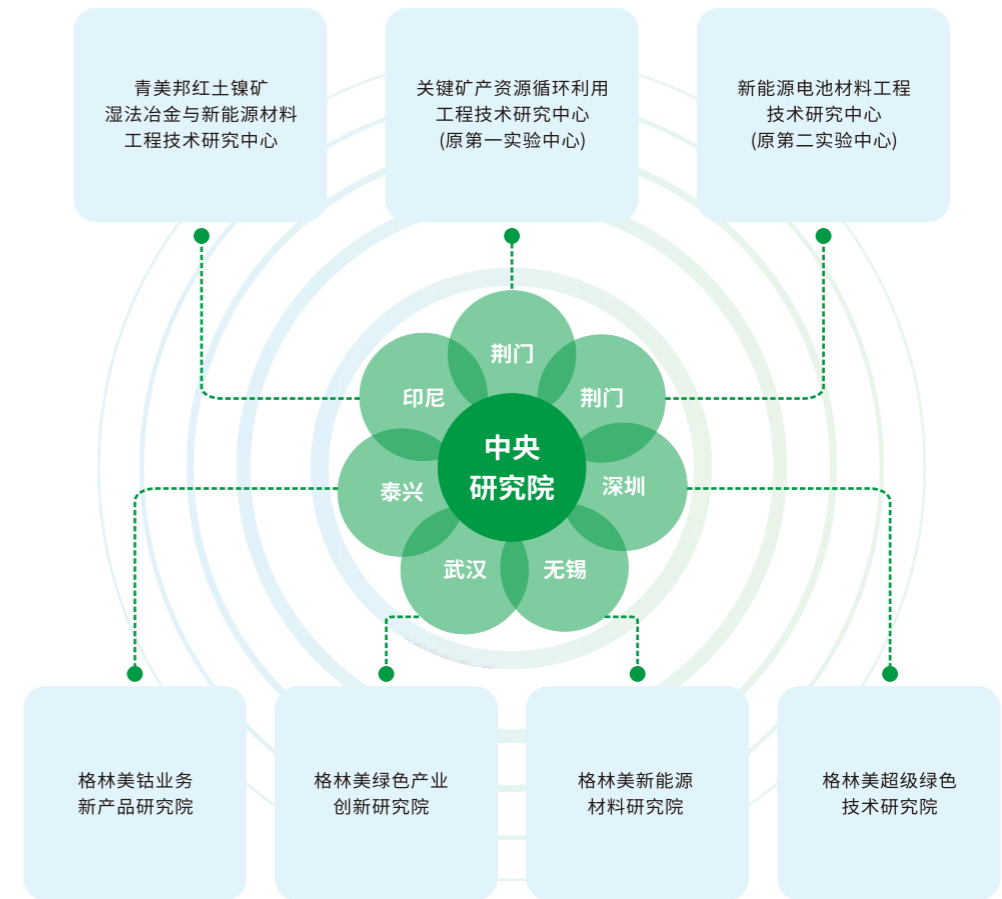 青美邦红土镍矿
湿法冶金与新能源材料
工程技术研究中心
关键矿产资源循环利用
工程技术研究中心
(原第一实验中心)
新能源电池材料工程
技术研究中心
(原第二实验中心)
荆门
印尼
荆门
中央
研究院
泰兴
深圳
武汉
无锡
格林美钴业务
新产品研究院
格林美绿色产业
创新研究院
格林美新能源
材料研究院
格林美超级绿色
技术研究院